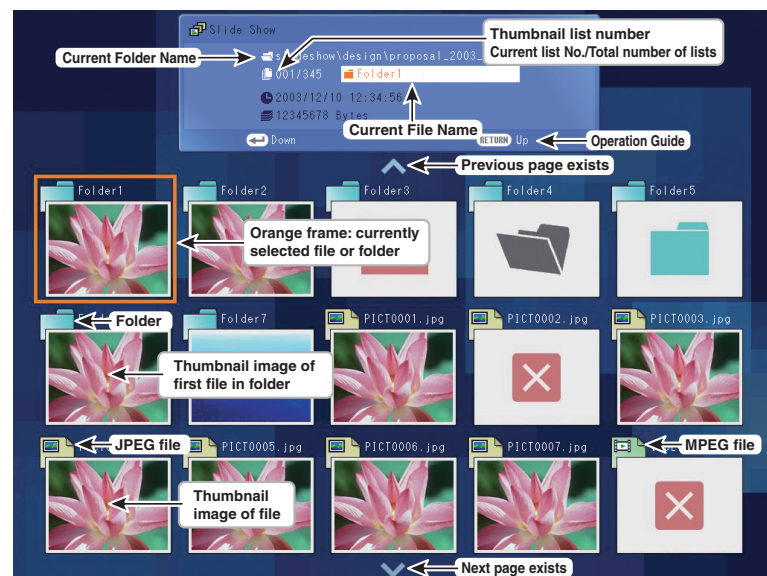 Slide Show
Thumbnail list number
Current list No./Total number of lists
Current Folder Name
slideshow\design\proposal_2003_
001/345 Folder1
2003/12/10 12:34:56
12345678 Bytes
Current File Name
Down
RETURN Up
Operation Guide
Previous page exists
Folder1 Folder2 Folder3 Folder4 Folder5
Orange frame: currently
selected file or folder
Folder
Folder7 PICT0001.jpg PICT0002.jpg PICT0003.jpg
Thumbnail image of
first file in folder
JPEG file
PICT0005.jpg PICT0006.jpg PICT0007.jpg
MPEG file
Thumbnail
image of file
Next page exists